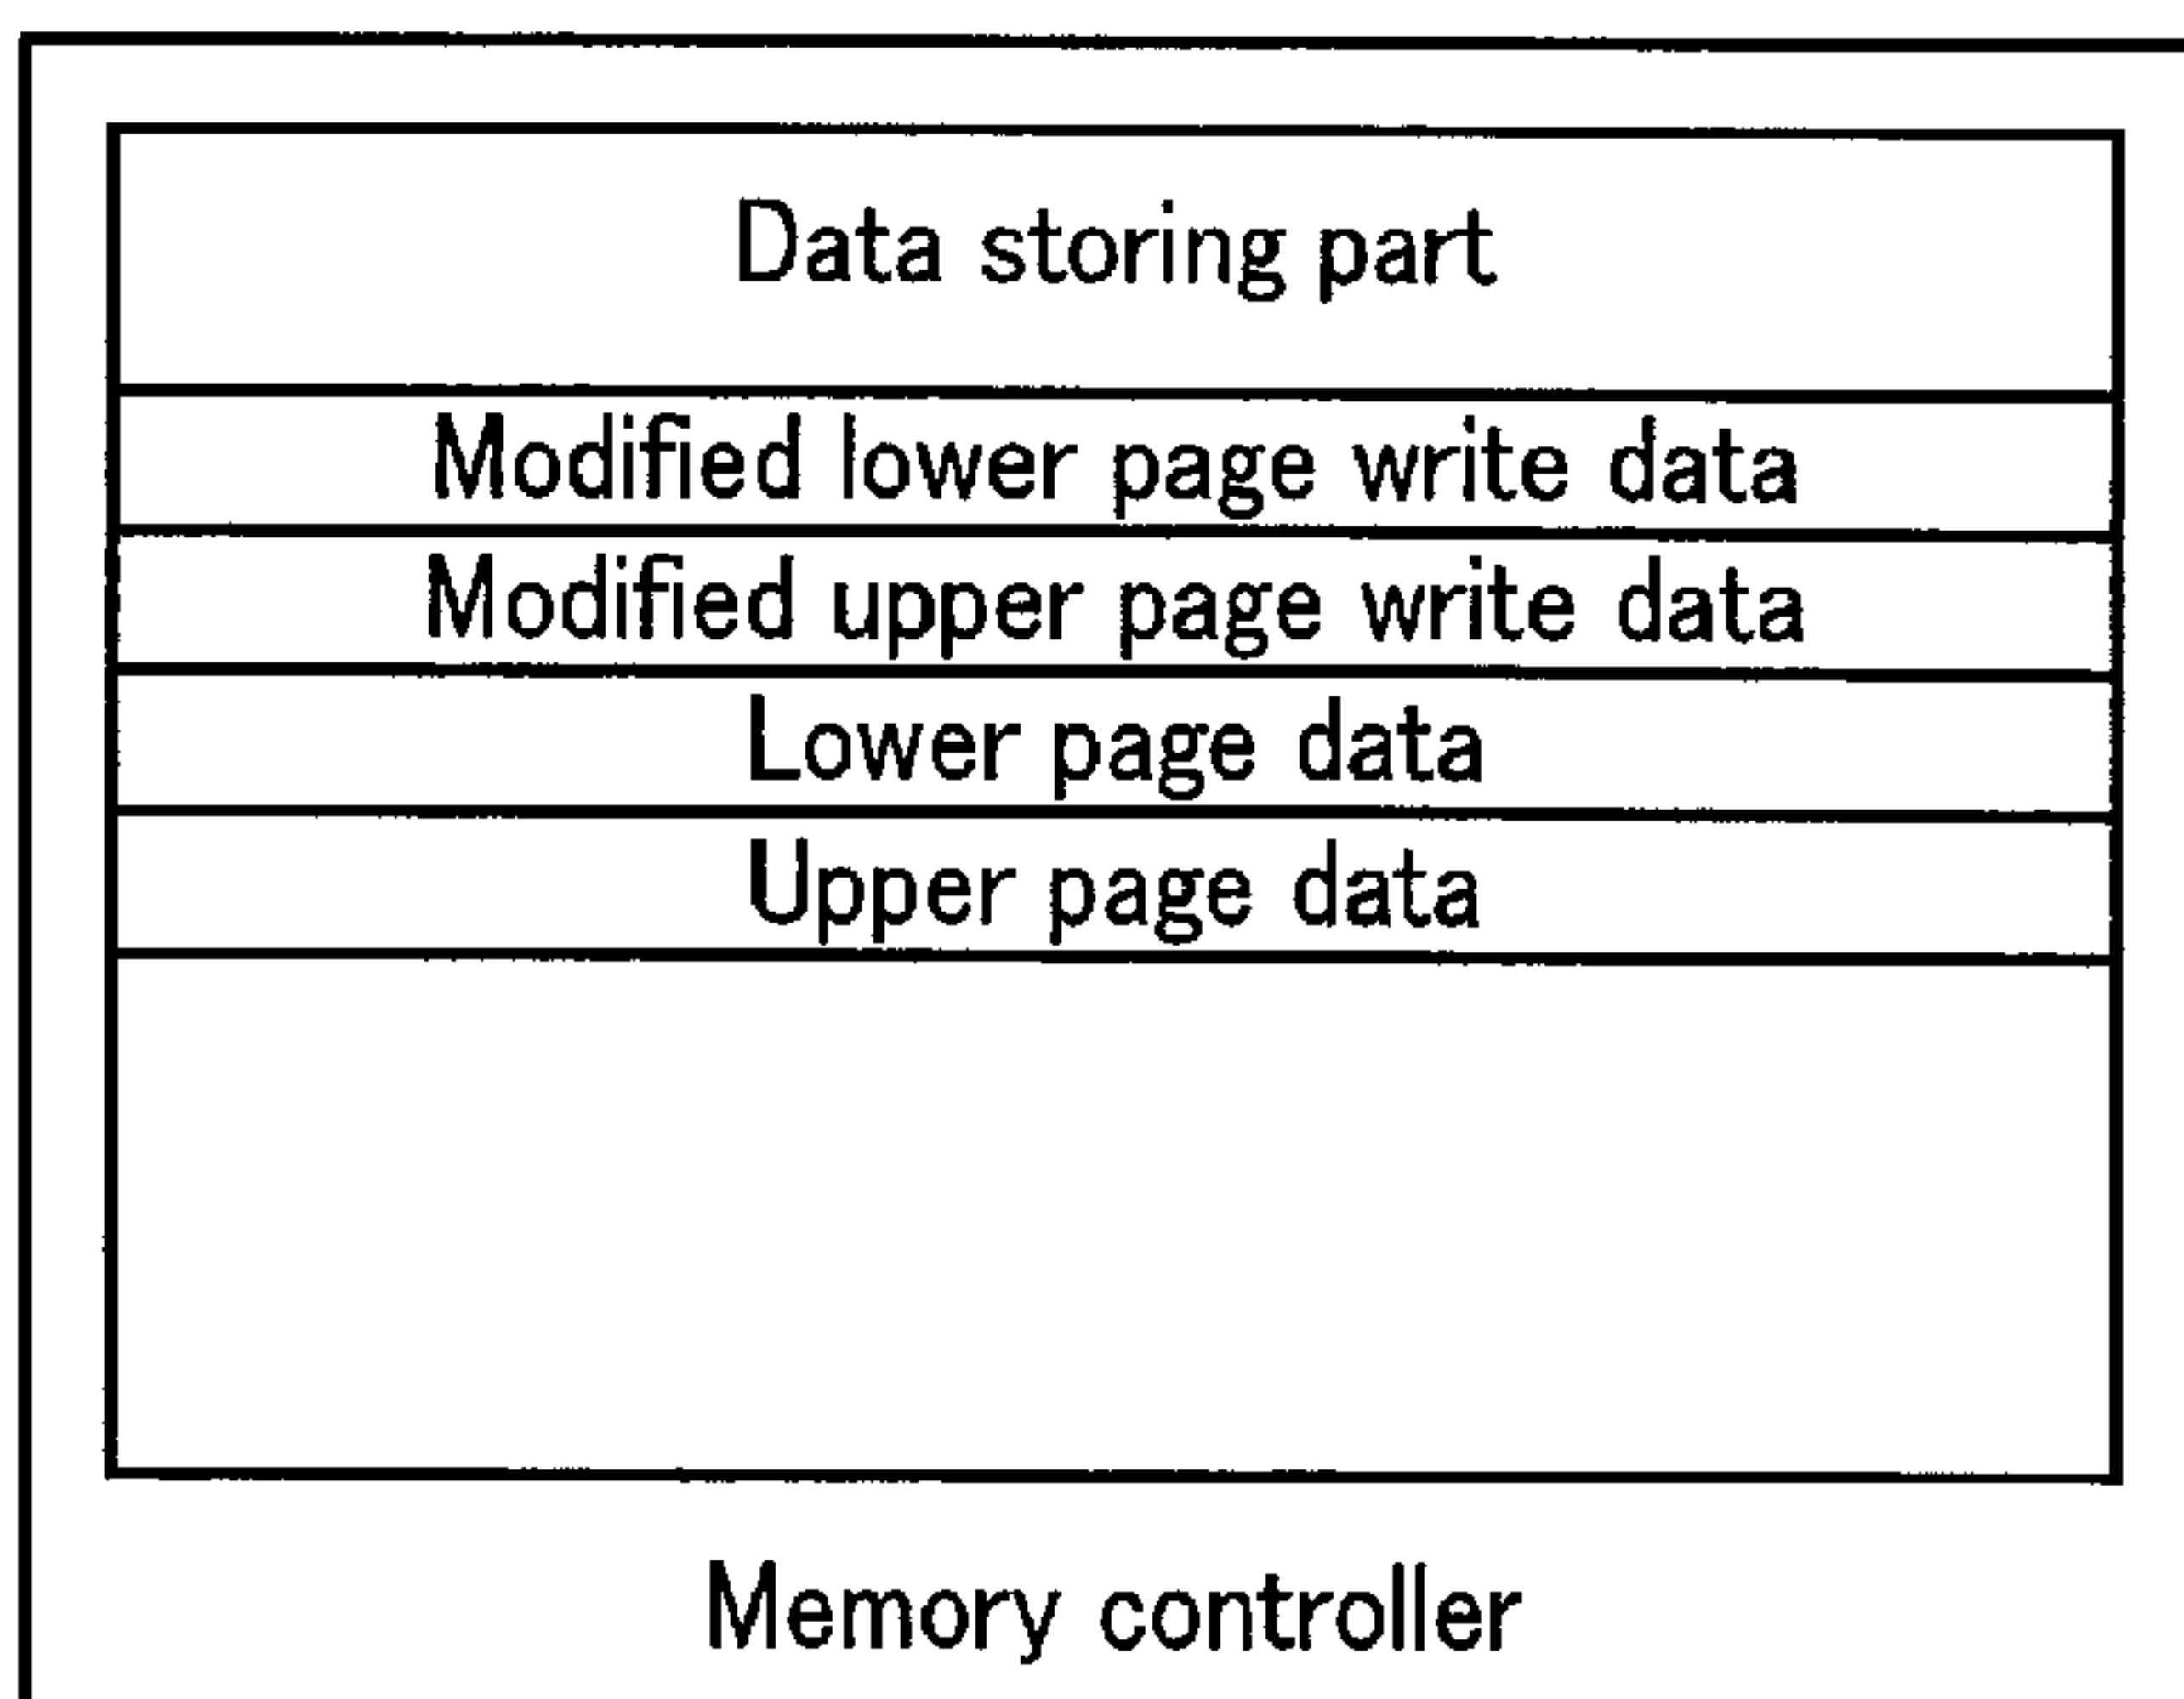 Data storing part
Modified lower page write data
Modified upper page write data
Lower page data
Upper page data
Memory controller